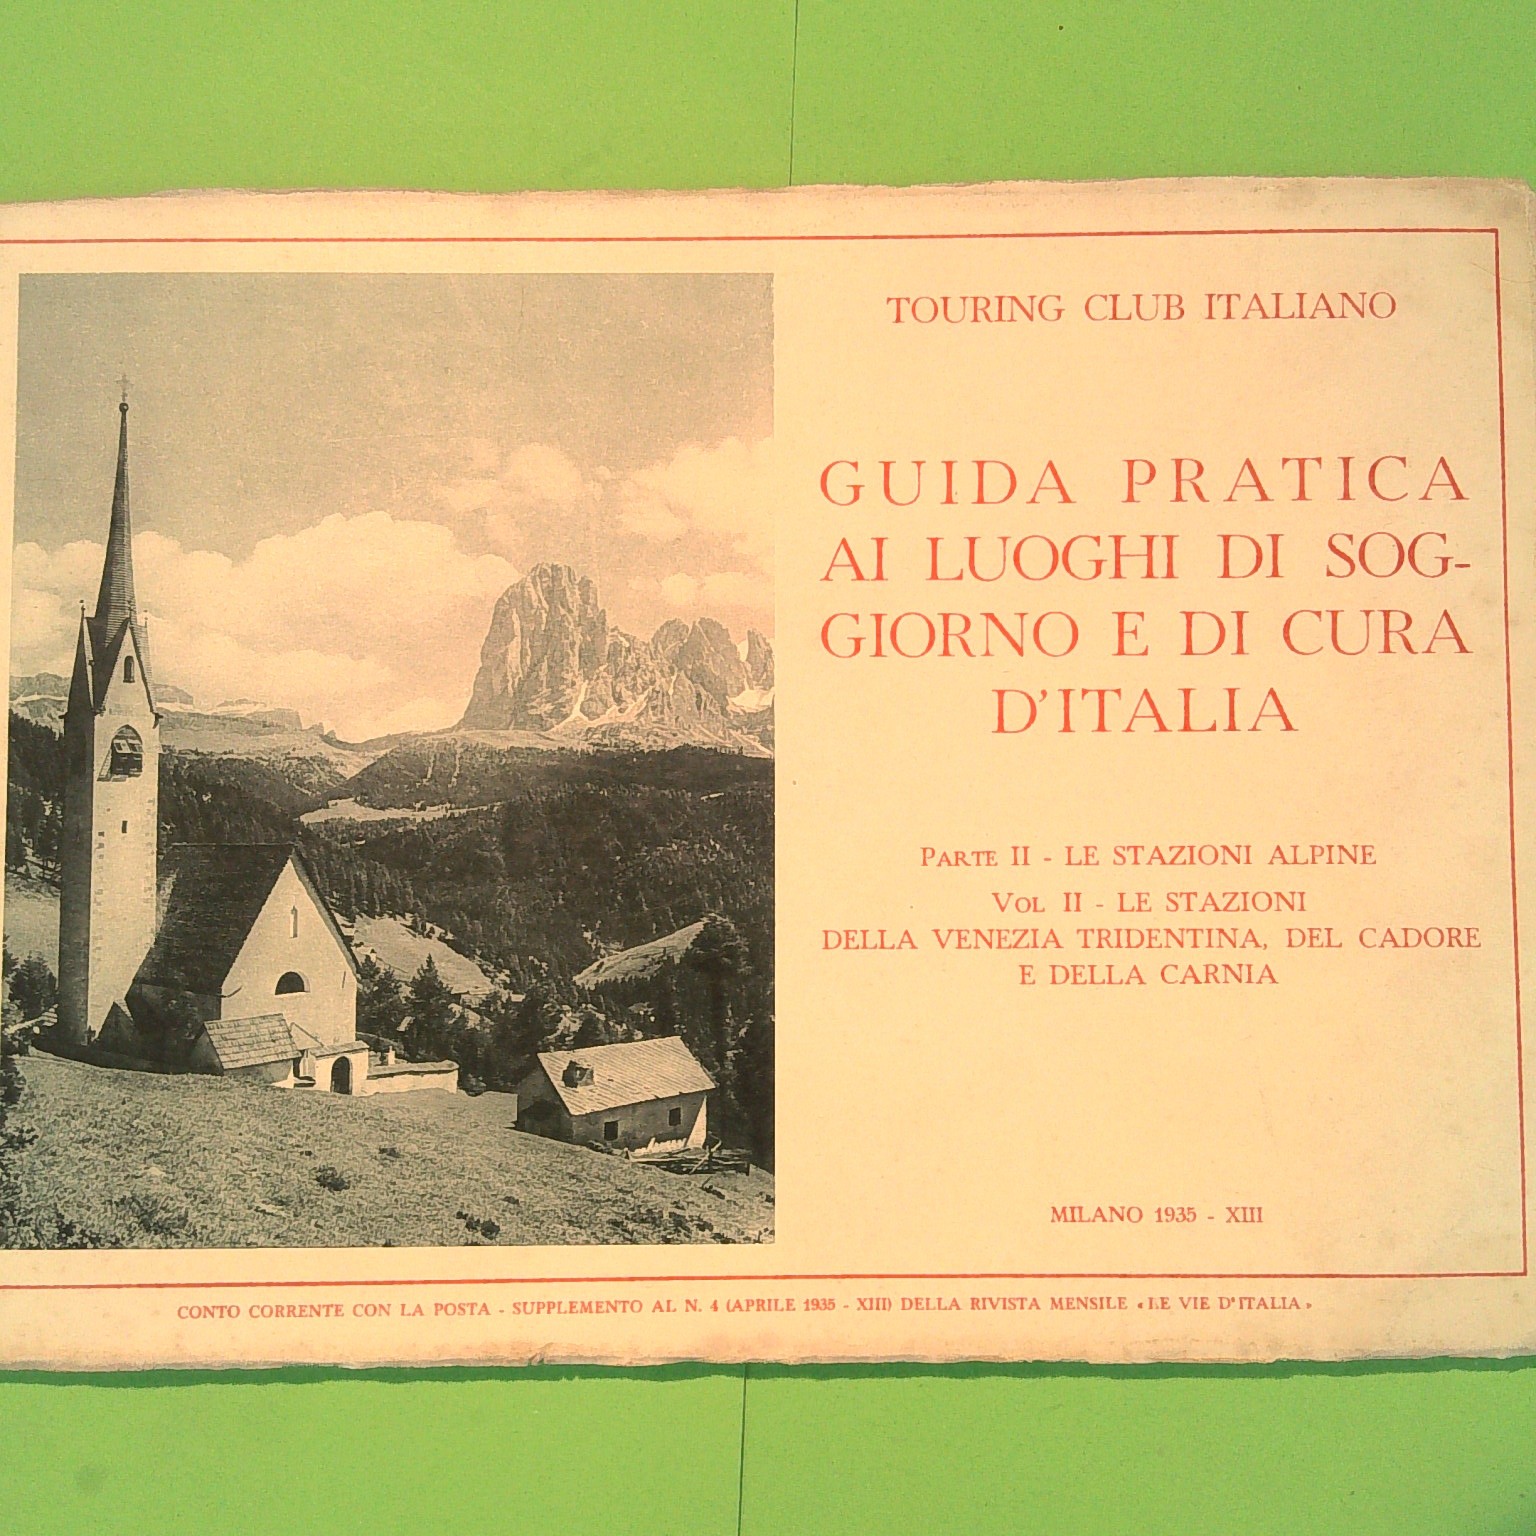 TOURING CLUB ITALIANO
GUIDA PRATICA
AI LUOGHI DI SOG-
GIORNO E DI CURA
D'ITALIA
PARTE II - LE STAZIONI ALPINE
VOL II - LE STAZIONI
DELLA VENEZIA TRIDENTINA, DEL CADORE
E DELLA CARNIA
MILANO 1935 - XIII
CONTO CORRENTE CON LA POSTA - SUPPLEMENTO AL N. 4 (APRILE 1935 - XIII) DELLA RIVISTA MENSILE «LE VIE D'ITALIA»